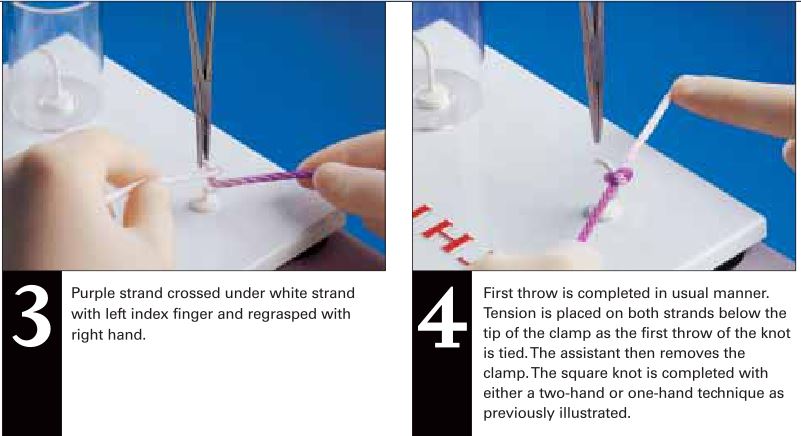 3
Purple strand crossed under white strand
with left index finger and regrasped with
right hand.
4
First throw is completed in usual manner.
Tension is placed on both strands below the
tip of the clamp as the first throw of the knot
is tied. The assistant then removes the
clamp. The square knot is completed with
either a two-hand or one-hand technique as
previously illustrated.